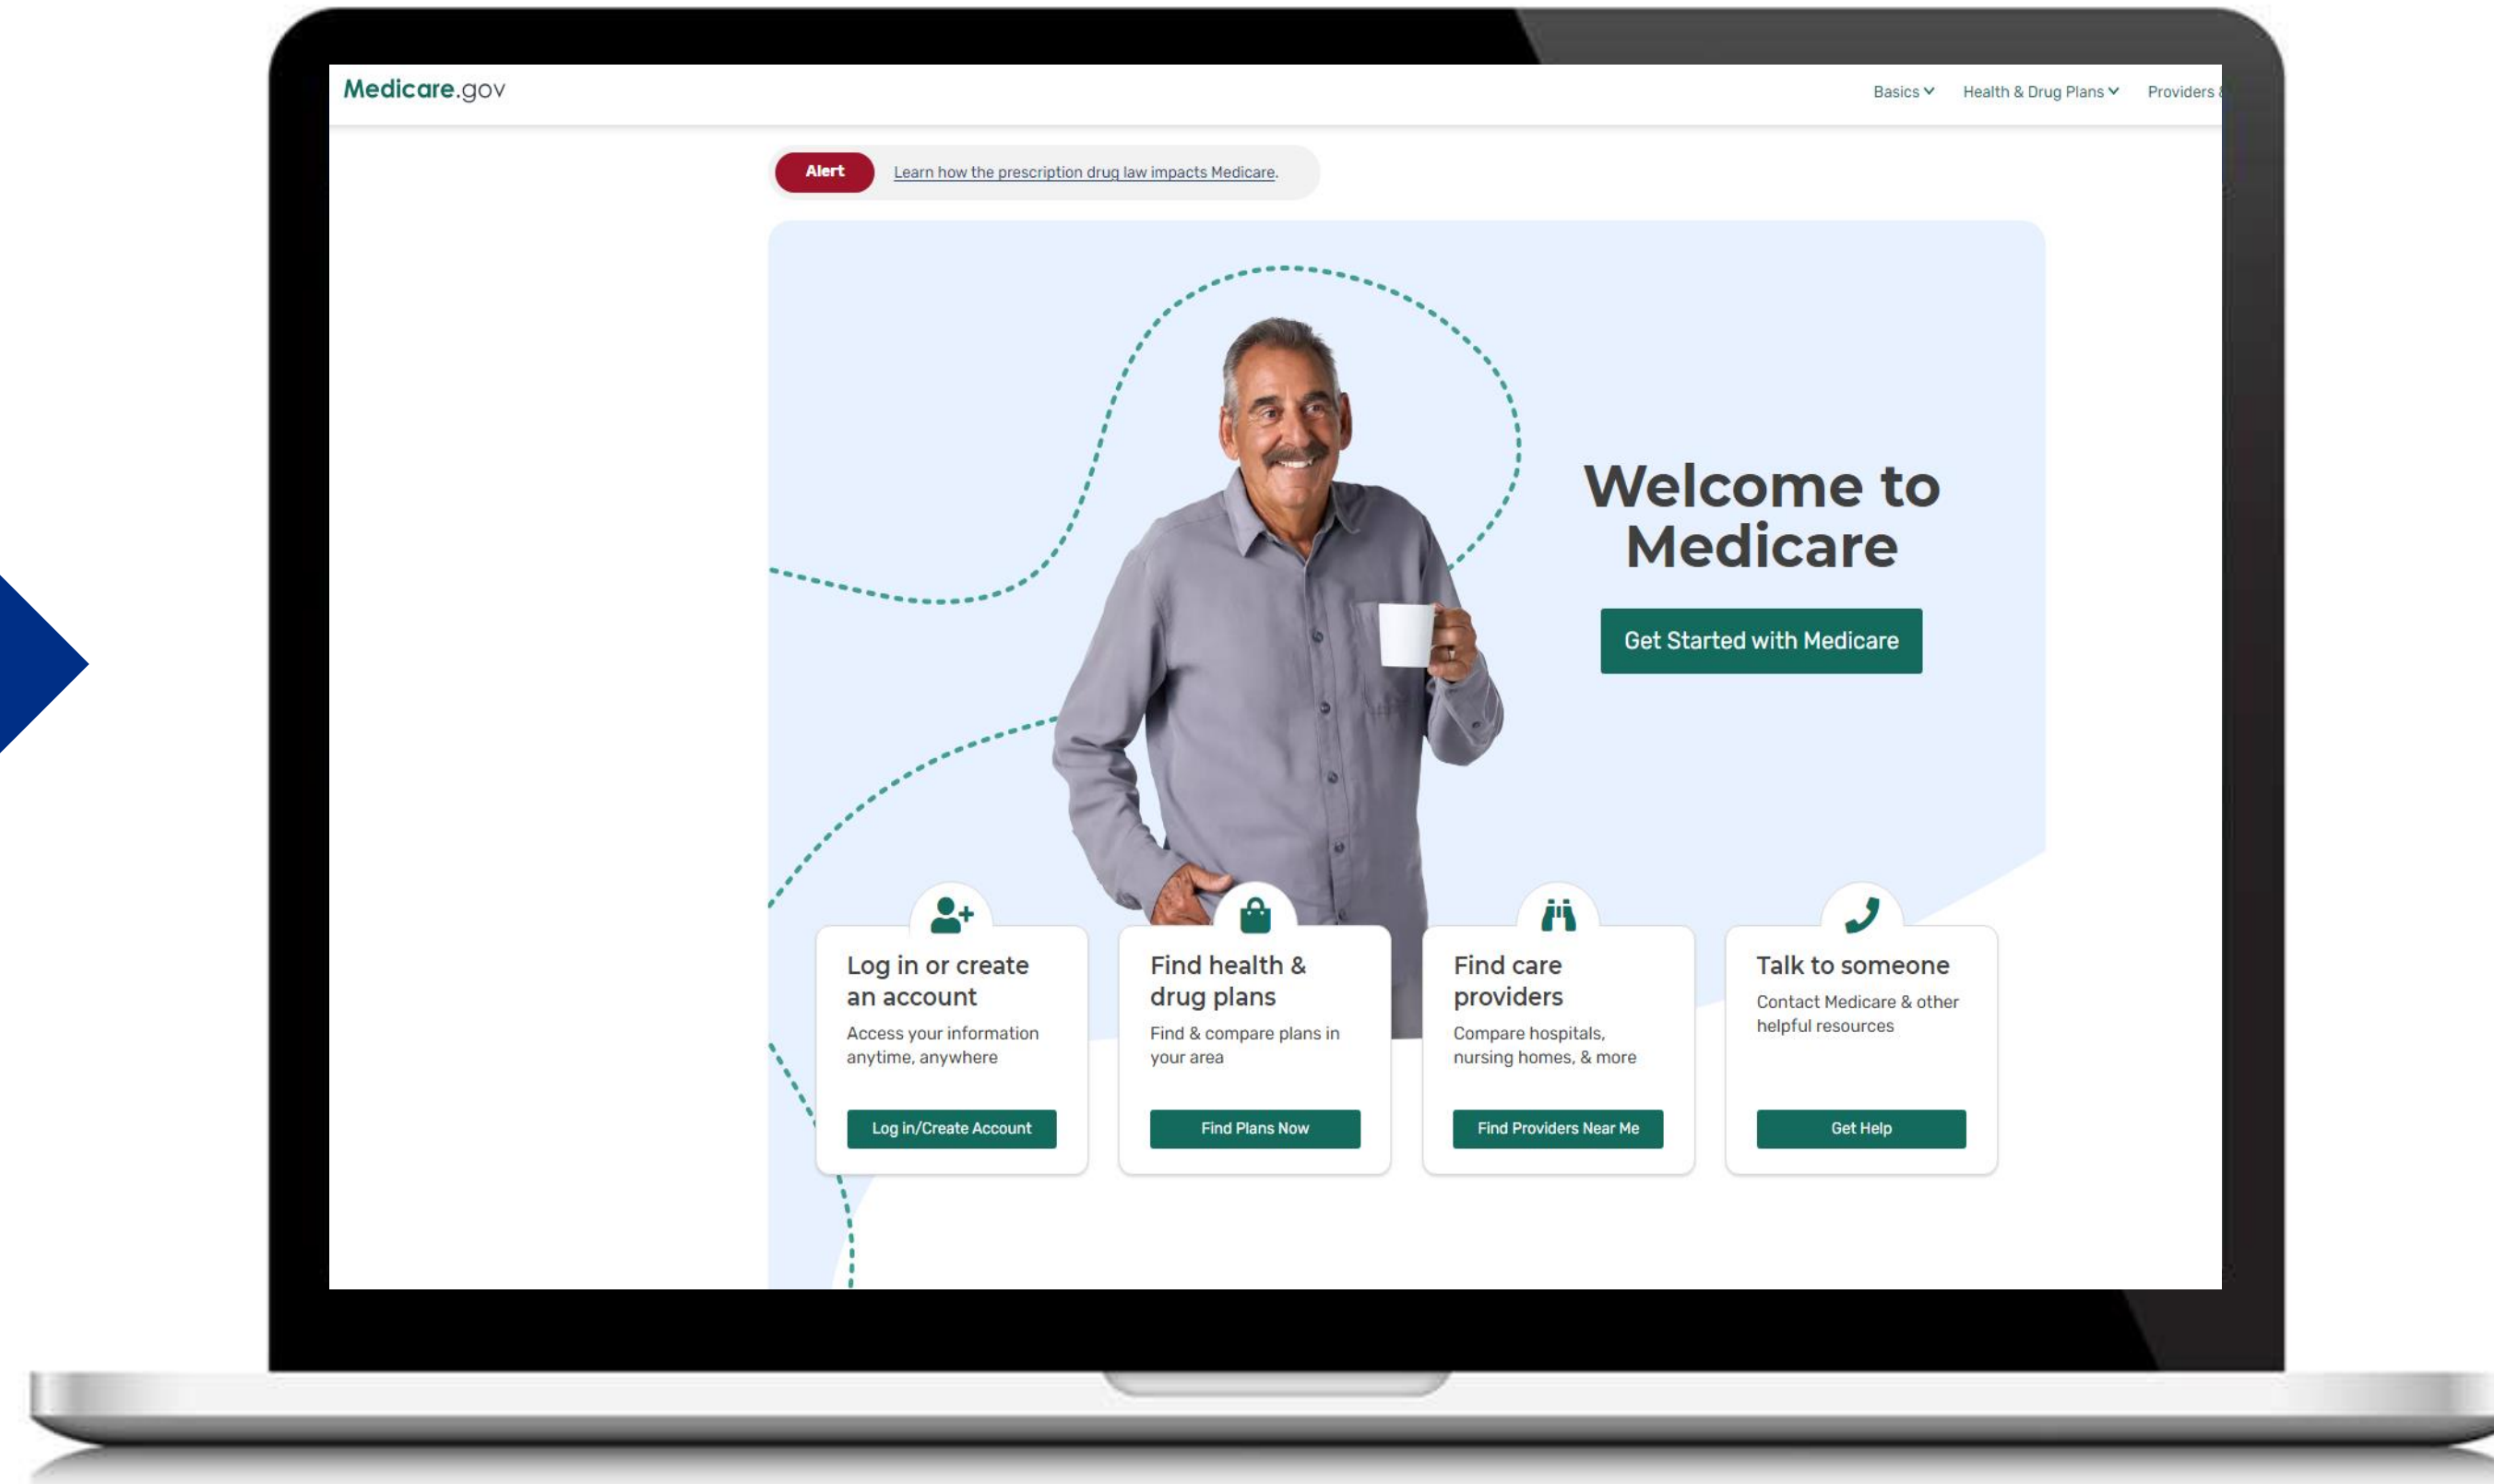 Medicare.gov
Basics
Health & Drug Plans
Providers
Alert
Learn how the prescription drug law impacts Medicare.
Welcome to
Medicare
Get Started with Medicare
Log in or create
an account
Access your information
anytime, anywhere
Log in/Create Account
Find health &
drug plans
Find & compare plans in
your area
Find Plans Now
Find care
providers
Compare hospitals,
nursing homes, & more
Find Providers Near Me
Talk to someone
Contact Medicare & other
helpful resources
Get Help